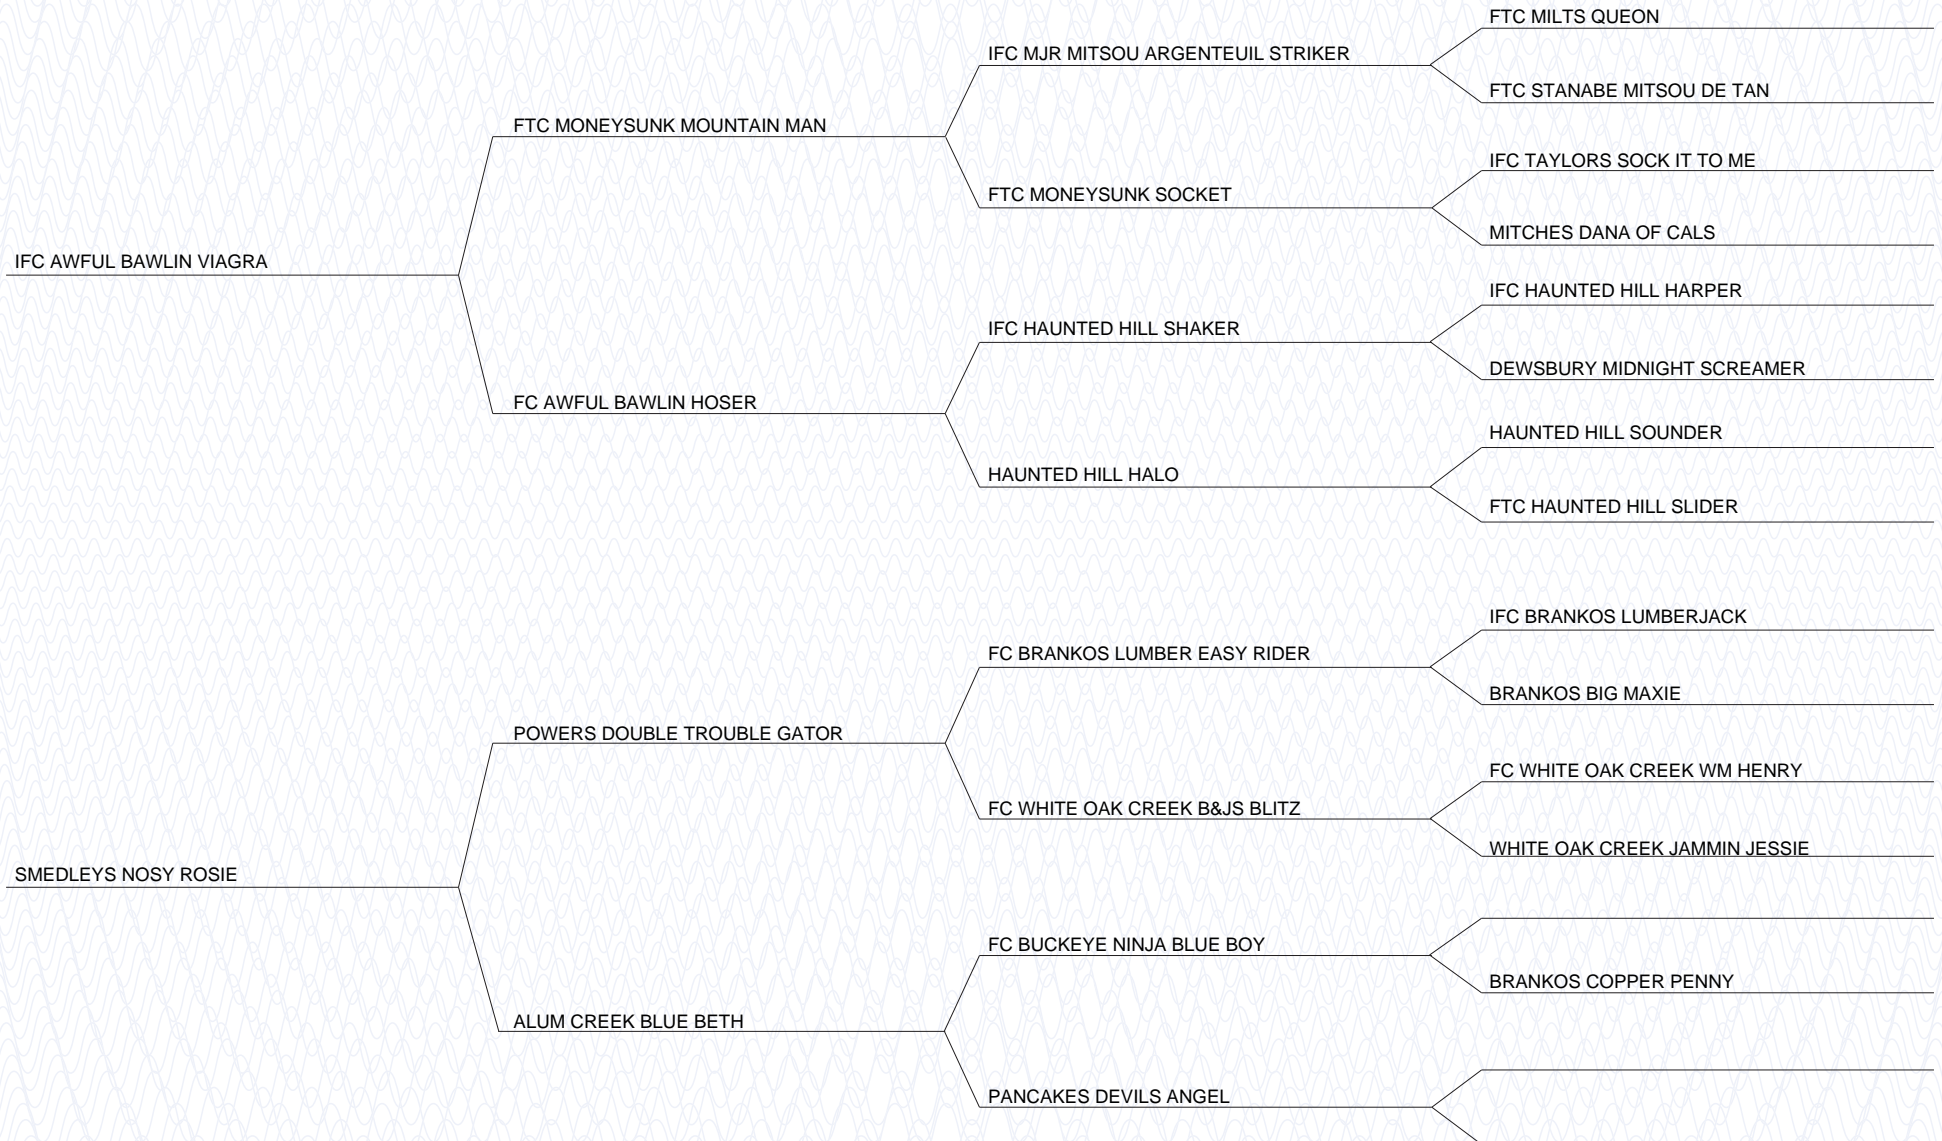 FTC MILTS QUEON
IFC MJR MITSOU ARGENTEUIL STRIKER
FTC STANABE MITSOU DE TAN
FTC MONEYSUNK MOUNTAIN MAN
IFC TAYLORS SOCK IT TO ME
FTC MONEYSUNK SOCKET
MITCHES DANA OF CALS
IFC AWFUL BAWLIN VIAGRA
IFC HAUNTED HILL HARPER
IFC HAUNTED HILL SHAKER
DEWSBURY MIDNIGHT SCREAMER
FC AWFUL BAWLIN HOSER
HAUNTED HILL SOUNDER
HAUNTED HILL HALO
FTC HAUNTED HILL SLIDER
IFC BRANKOS LUMBERJACK
FC BRANKOS LUMBER EASY RIDER
BRANKOS BIG MAXIE
POWERS DOUBLE TROUBLE GATOR
FC WHITE OAK CREEK WM HENRY
FC WHITE OAK CREEK B&JS BLITZ
WHITE OAK CREEK JAMMIN JESSIE
SMEDLEYS NOSY ROSIE
FC BUCKEYE NINJA BLUE BOY
BRANKOS COPPER PENNY
ALUM CREEK BLUE BETH
PANCAKES DEVILS ANGEL